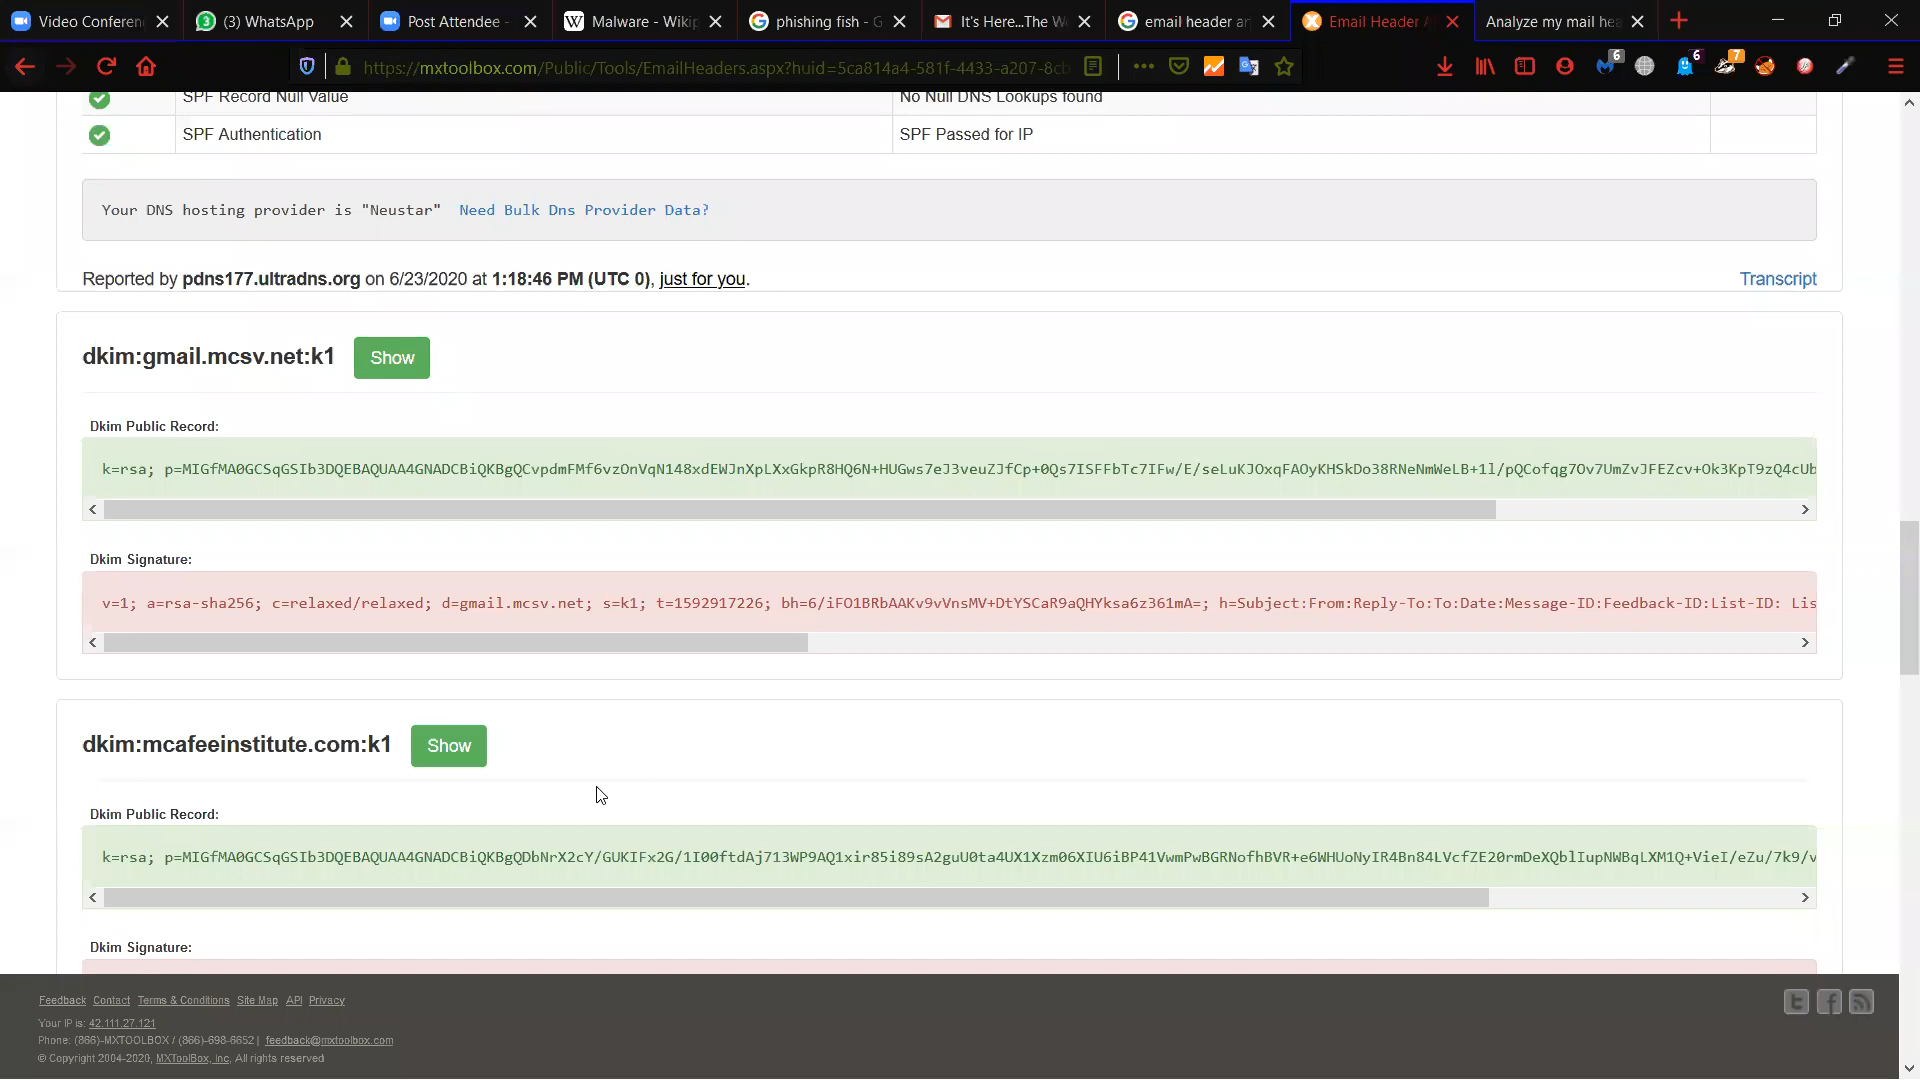 Video Conferen
(3) WhatsApp
Post Attendee -
Malware - Wikip
phishing fish - G
It's Here...The W
email header an
Email Header A
Analyze my mail hea
https://mxtoolbox.com/Public/Tools/EmailHeaders.aspx?huid=5ca814a4-581f-4433-a207-8cb
6
6
7
SPF Record Null Value
No Null DNS Lookups found
SPF Authentication
SPF Passed for IP
Your DNS hosting provider is "Neustar" Need Bulk Dns Provider Data?
Reported by pdns177.ultradns.org on 6/23/2020 at 1:18:46 PM (UTC 0), just for you.
Transcript
dkim:gmail.mcsv.net:k1
Show
Dkim Public Record:
k=rsa; p=MIGfMA0GCSqGSIb3DQEBAQUAA4GNADCBiQKBgQCvpdmFMf6vzOnVqN148xdEWJnXpLXxGkpR8HQ6N+HUGws7eJ3veuZJfCp+0Qs7ISFFbTc7IFw/E/seLuKJOxqFAOyKHSkDo38RNeNmWeLB+1l/pQCofqg7Ov7UmZvJFEZcv+Ok3KpT9zQ4cUb
Dkim Signature:
v=1; a=rsa-sha256; c=relaxed/relaxed; d=gmail.mcsv.net; s=k1; t=1592917226; bh=6/iFO1BRbAAKv9vVnsMV+DtYSCaR9aQHYksa6z361mA=; h=Subject:From:Reply-To:To:Date:Message-ID:Feedback-ID:List-ID: Lis
dkim:mcafeeinstitute.com:k1
Show
Dkim Public Record:
k=rsa; p=MIGfMA0GCSqGSIb3DQEBAQUAA4GNADCBiQKBgQDbNrX2cY/GUKIFx2G/1I00ftdAj713WP9AQ1xir85i89sA2guU0ta4UX1Xzm06XIU6iBP41VwmPwBGRNofhBVR+e6WHUoNyIR4Bn84LVcfZE20rmDeXQblIupNWBqLXM1Q+VieI/eZu/7k9/v
Dkim Signature:
Feedback Contact Terms & Conditions Site Map API Privacy
Your IP is: 42.111.27.121
Phone: (866)-MXTOOLBOX / (866)-698-6652 | feedback@mxtoolbox.com
© Copyright 2004-2020, MXToolBox, Inc, All rights reserved